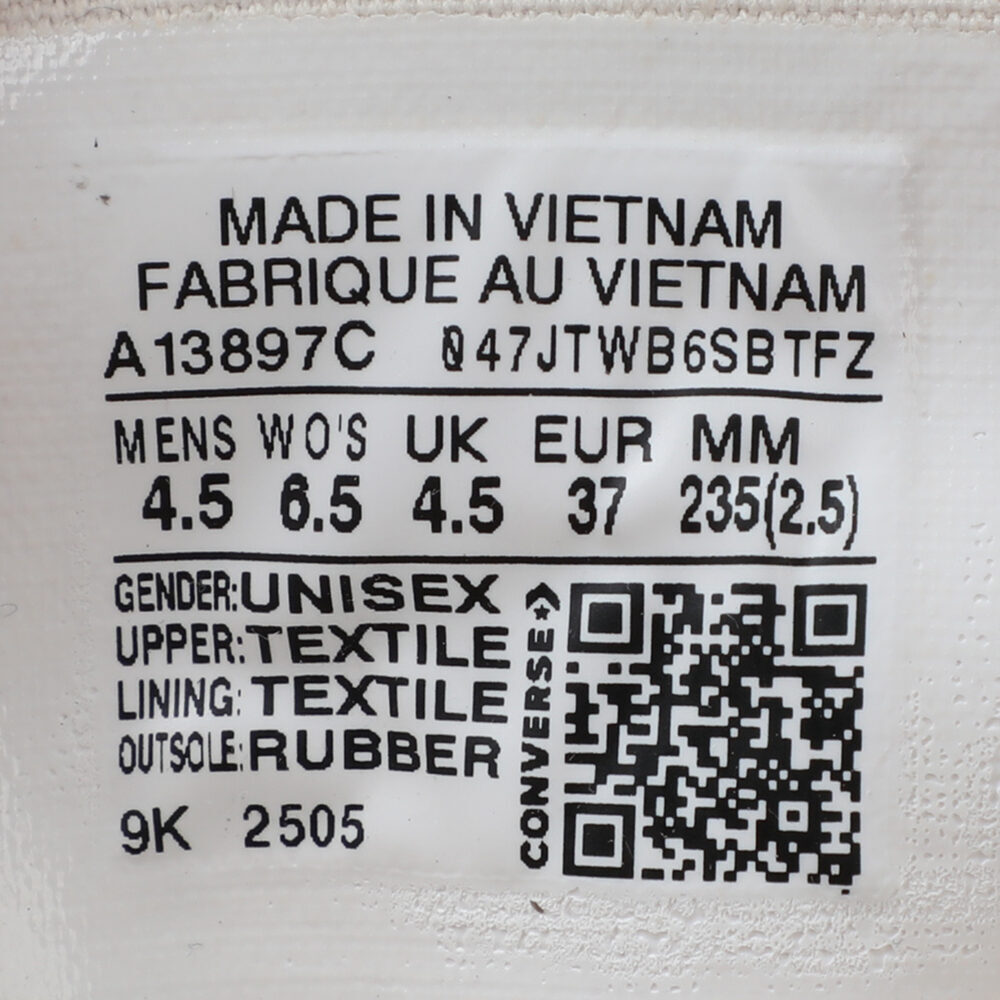 MADE IN VIETNAM
FABRIQUE AU VIETNAM
A13897C 047JTWB6SBTFZ
MENS WO'S UK EUR MM
4.5 6.5 4.5 37 235(2.5)
GENDER:UNISEX
UPPER:TEXTILE
LINING:TEXTILE
OUTSOLE:RUBBER
9K 2505
CONVERSE